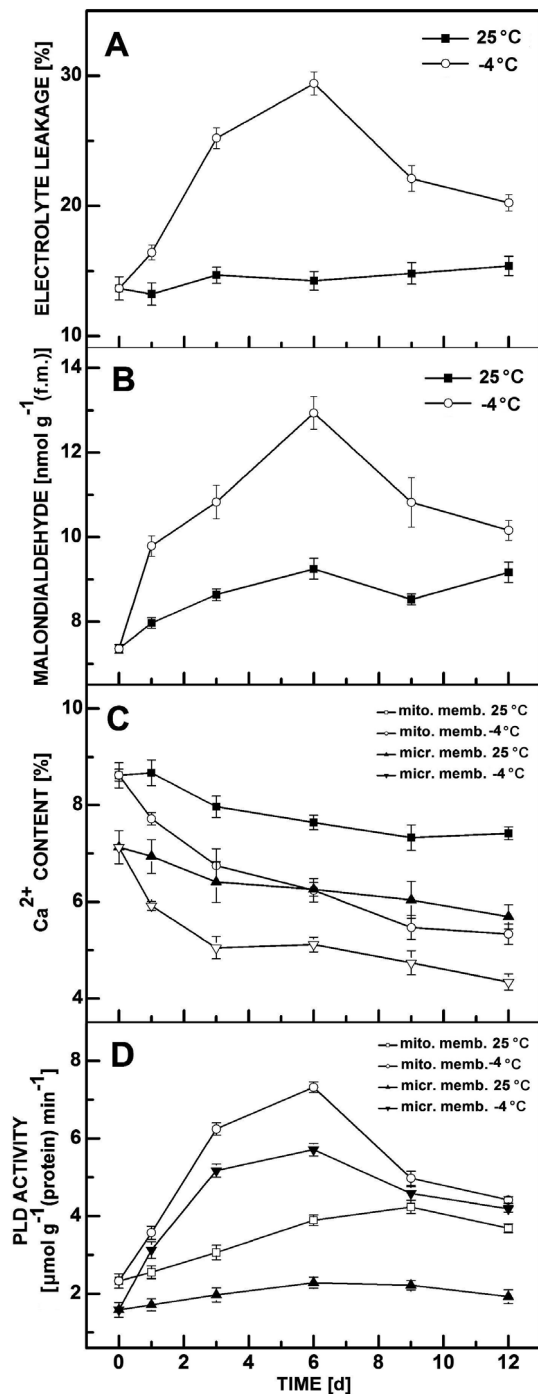 A
25 °C
-4 °C
30
20
10
ELECTROLYTE LEAKAGE [%]
B
25 °C
-4 °C
14
12
10
8
MALONDIALDEHYDE [nmol g⁻¹(f.m.)]
C
mito. memb. 25 °C
mito. memb. -4 °C
micr. memb. 25 °C
micr. memb. -4 °C
10
8
6
4
Ca²⁺ CONTENT [%]
D
mito. memb. 25 °C
mito. memb.-4 °C
micr. memb. 25 °C
micr. memb. -4 °C
8
6
4
2
PLD ACTIVITY
[µmol g⁻¹(protein) min⁻¹]
0 2 4 6 8 10 12
TIME [d]